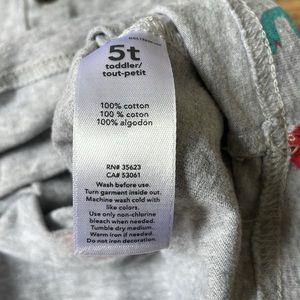 5t
toddler/
tout-petit
100% cotton
100 % coton
100% algodón
RN# 35623
CA# 53061
Wash before use.
Turn garment inside out.
Machine wash cold with
like colors.
Use only non-chlorine
bleach when needed.
Tumble dry medium.
Warm iron if needed.
Do not iron decoration.